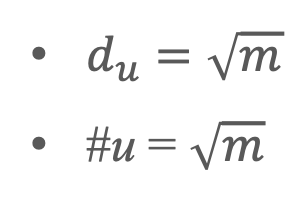 • d_u = √m
• #u = √m